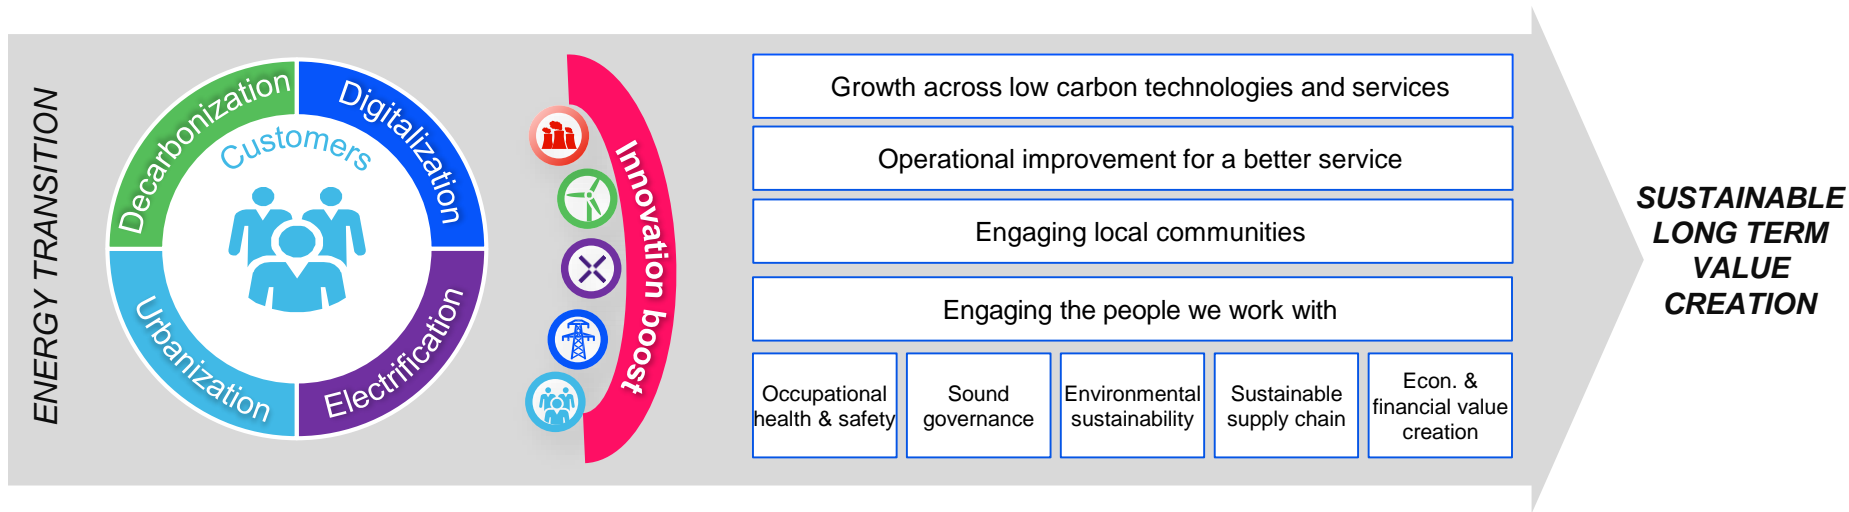 ENERGY TRANSITION
Decarbonization
Digitalization
Customers
Urbanization
Electrification
Innovation boost
Growth across low carbon technologies and services
Operational improvement for a better service
Engaging local communities
Engaging the people we work with
Occupational
health & safety
Sound
governance
Environmental
sustainability
Sustainable
supply chain
Econ. &
financial value
creation
SUSTAINABLE
LONG TERM
VALUE
CREATION